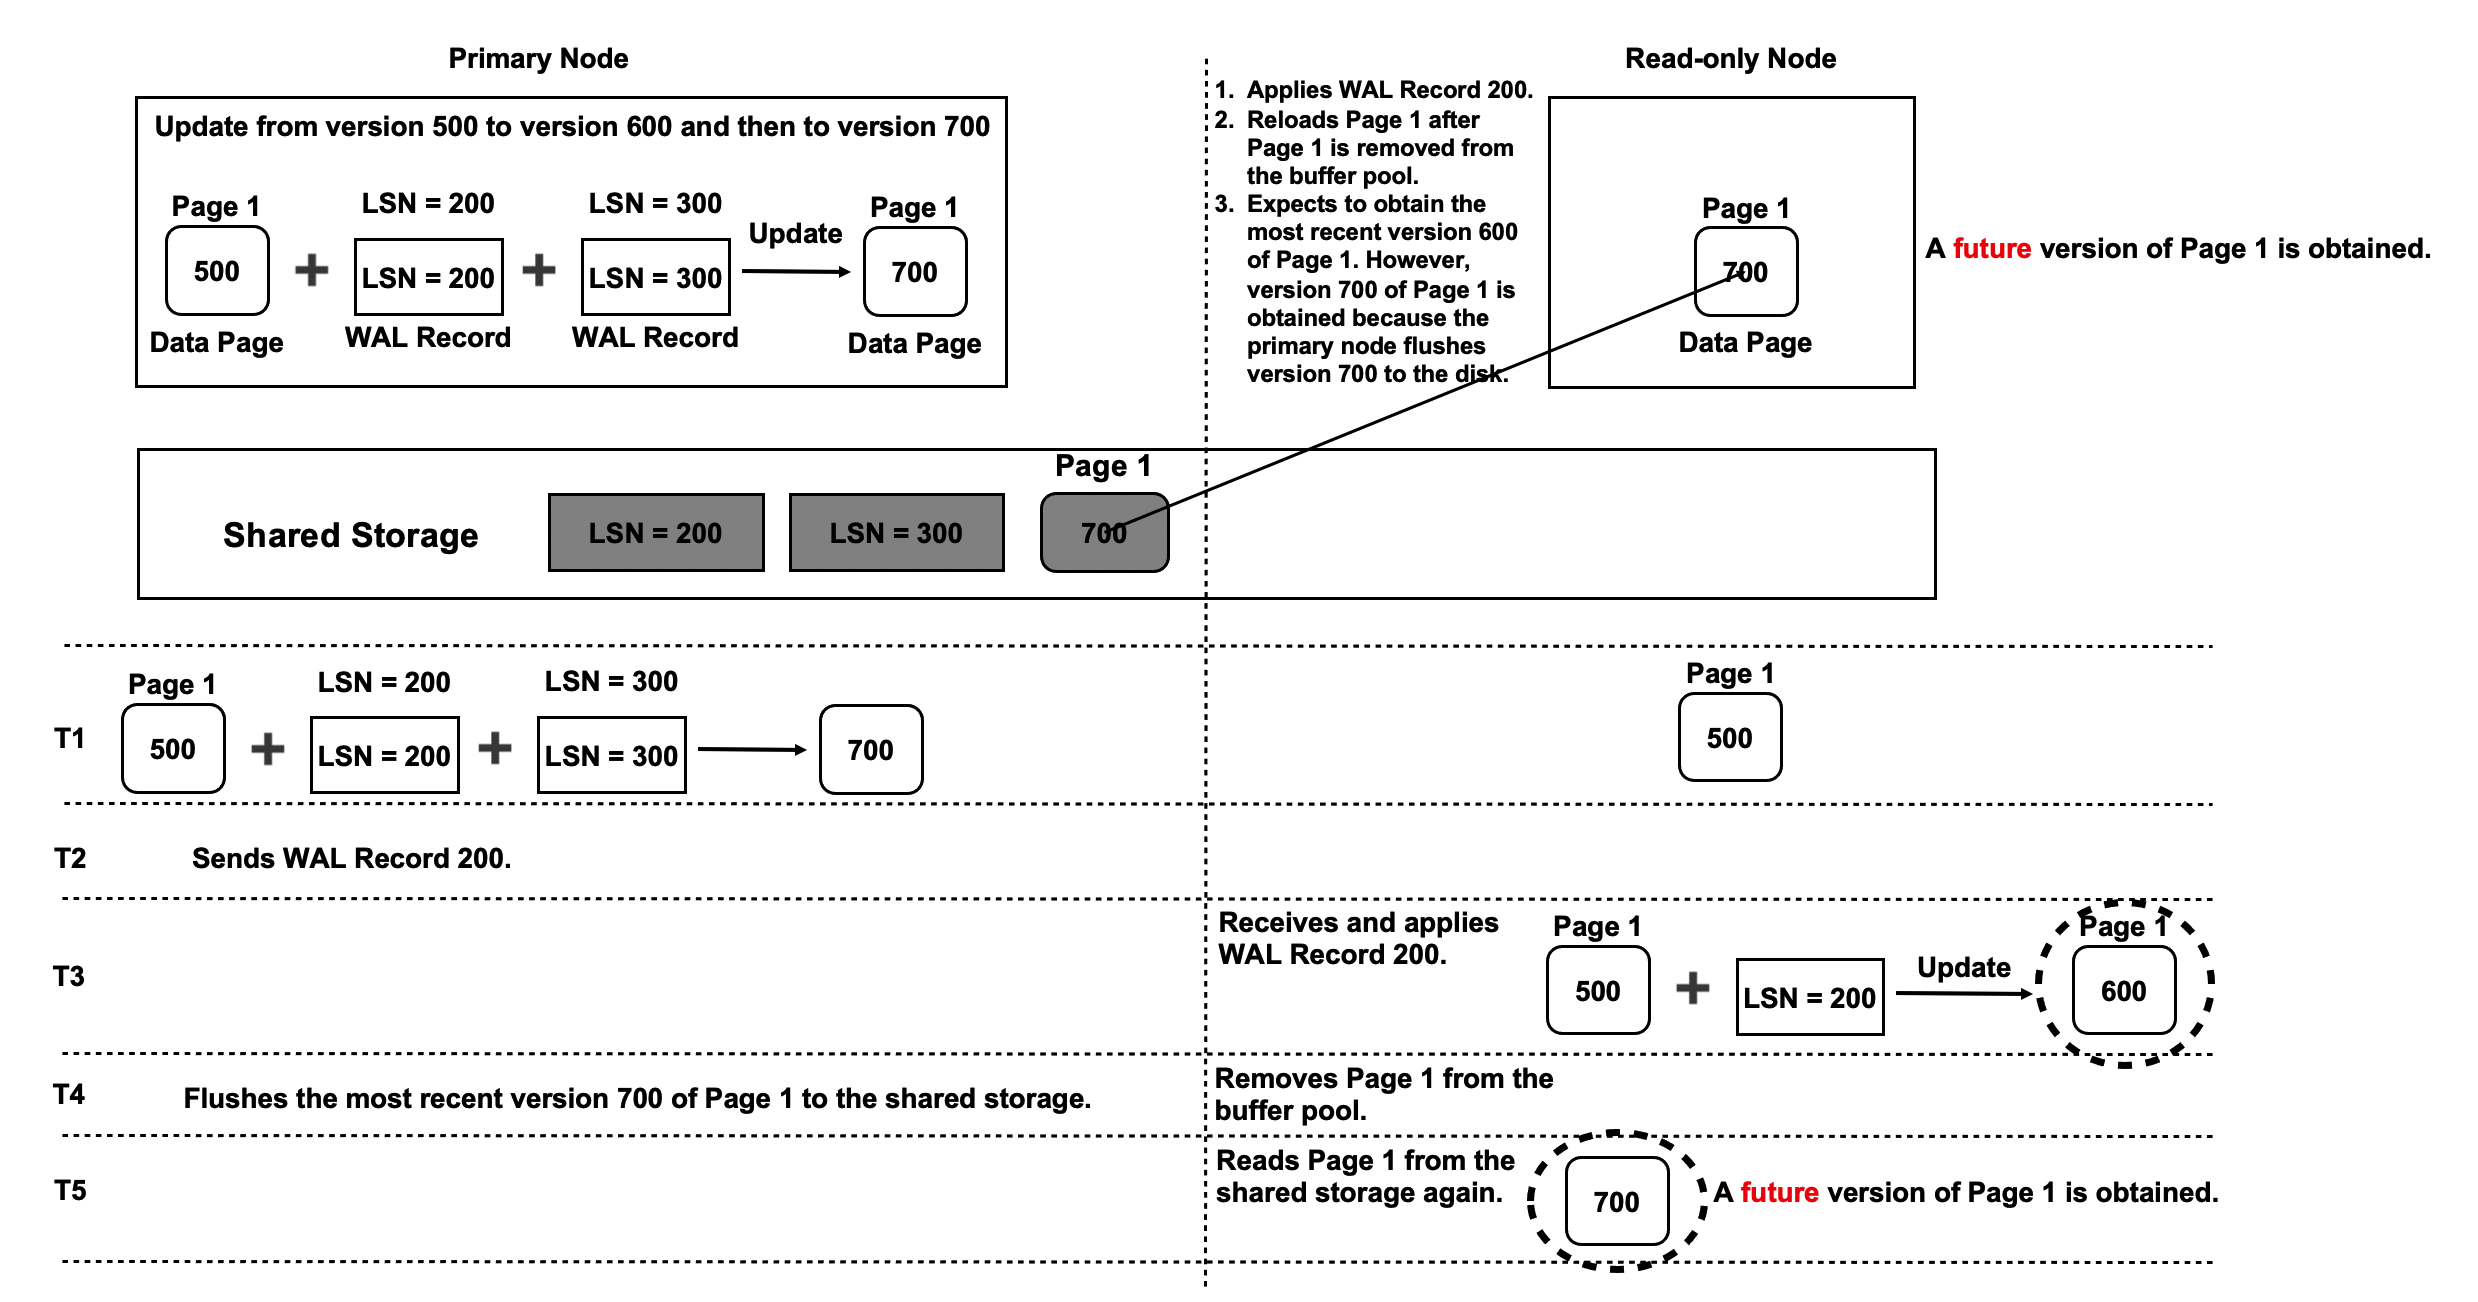 Primary Node
Read-only Node
Update from version 500 to version 600 and then to version 700
Page 1
LSN = 200
LSN = 300
Update
Page 1
500
LSN = 200
LSN = 300
700
Data Page
WAL Record
WAL Record
Data Page
1. Applies WAL Record 200.
2. Reloads Page 1 after
Page 1 is removed from
the buffer pool.
3. Expects to obtain the
most recent version 600
of Page 1. However,
version 700 of Page 1 is
obtained because the
primary node flushes
version 700 to the disk.
Page 1
700
Data Page
A future version of Page 1 is obtained.
Shared Storage
LSN = 200
LSN = 300
Page 1
700
T1
Page 1
500
LSN = 200
LSN = 200
LSN = 300
LSN = 300
700
Page 1
500
T2
Sends WAL Record 200.
T3
Receives and applies
WAL Record 200.
Page 1
500
LSN = 200
Update
Page 1
600
T4
Flushes the most recent version 700 of Page 1 to the shared storage.
Removes Page 1 from the
buffer pool.
T5
Reads Page 1 from the
shared storage again.
700
A future version of Page 1 is obtained.